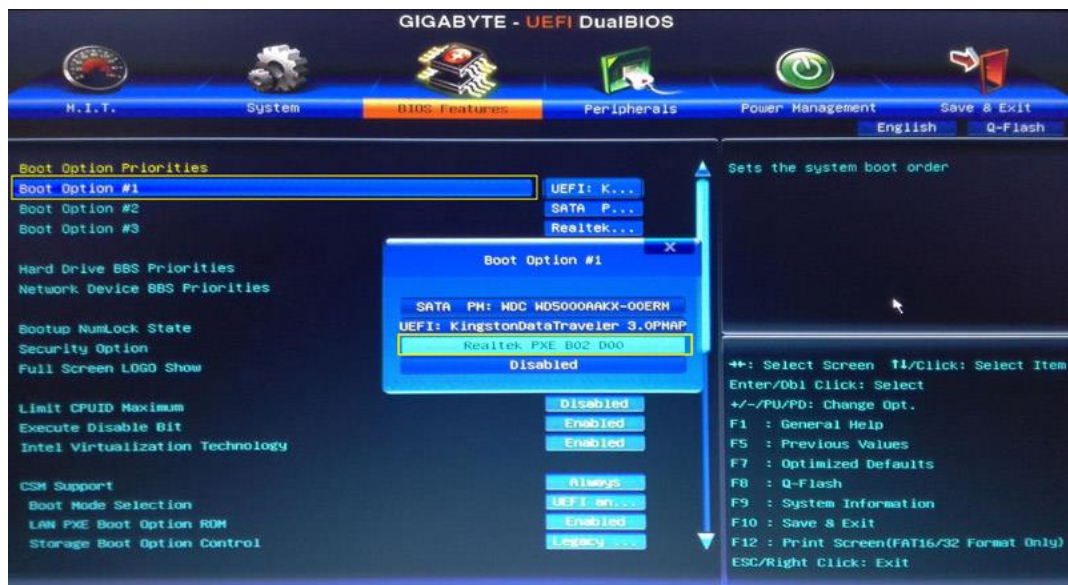 GIGABYTE - UEFI DualBIOS
M.I.T. System BIOS Features Peripherals Power Management Save & Exit
English Q-Flash
Boot Option Priorities
Boot Option #1 UEFI: K...
Boot Option #2 SATA P...
Boot Option #3 Realtek...
Hard Drive BBS Priorities
Network Device BBS Priorities
Bootup NumLock State
Security Option
Full Screen LOGO Show
Limit CPUID Maximum Disabled
Execute Disable Bit Enabled
Intel Virtualization Technology Enabled
CSM Support Always
Boot Mode Selection UEFI an...
LAN PXE Boot Option ROM Enabled
Storage Boot Option Control Legacy ...
X
Boot Option #1
SATA PM: WDC WD5000AAKX-00ERM
UEFI: KingstonDataTraveler 3.0PMAP
Realtek PXE B02 D00
Disabled
Sets the system boot order
↔: Select Screen ↑↓/Click: Select Item
Enter/Dbl Click: Select
+/-/PU/PD: Change Opt.
F1 : General Help
F5 : Previous Values
F7 : Optimized Defaults
F8 : Q-Flash
F9 : System Information
F10 : Save & Exit
F12 : Print Screen(FAT16/32 Format Only)
ESC/Right Click: Exit